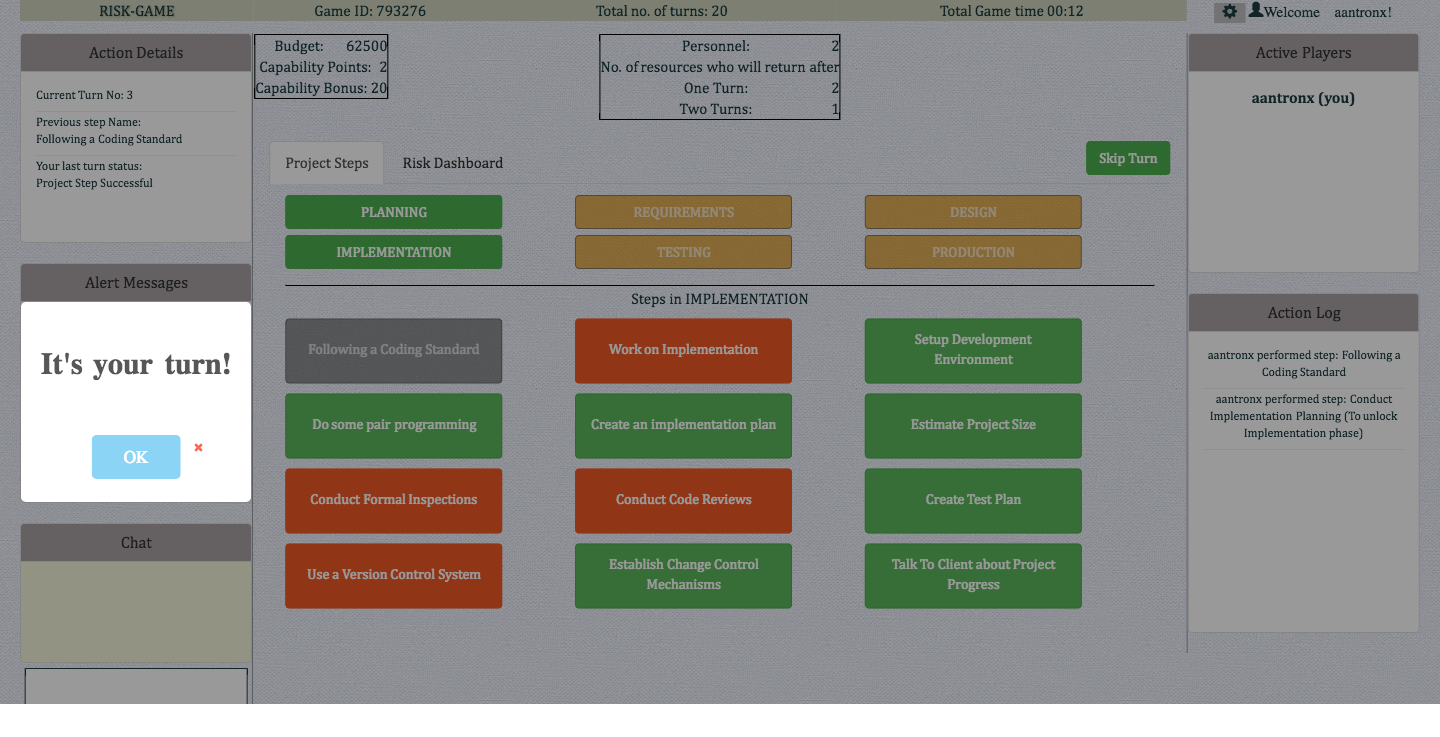 RISK-GAME Game ID: 793276 Total no. of turns: 20 Total Game time 00:12 Welcome aantronx!
Action Details
Current Turn No: 3
Previous step Name:
Following a Coding Standard
Your last turn status:
Project Step Successful
Alert Messages
It's your turn!
OK
Chat
Budget: 62500
Capability Points: 2
Capability Bonus: 20
Personnel: 2
No. of resources who will return after
One Turn: 2
Two Turns: 1
Project Steps Risk Dashboard Skip Turn
PLANNING REQUIREMENTS DESIGN
IMPLEMENTATION TESTING PRODUCTION
Steps in IMPLEMENTATION
Following a Coding Standard
Work on Implementation
Setup Development
Environment
Do some pair programming
Create an implementation plan
Estimate Project Size
Conduct Formal Inspections
Conduct Code Reviews
Create Test Plan
Use a Version Control System
Establish Change Control
Mechanisms
Talk To Client about Project
Progress
Active Players
aantronx (you)
Action Log
aantronx performed step: Following a
Coding Standard
aantronx performed step: Conduct
Implementation Planning (To unlock
Implementation phase)